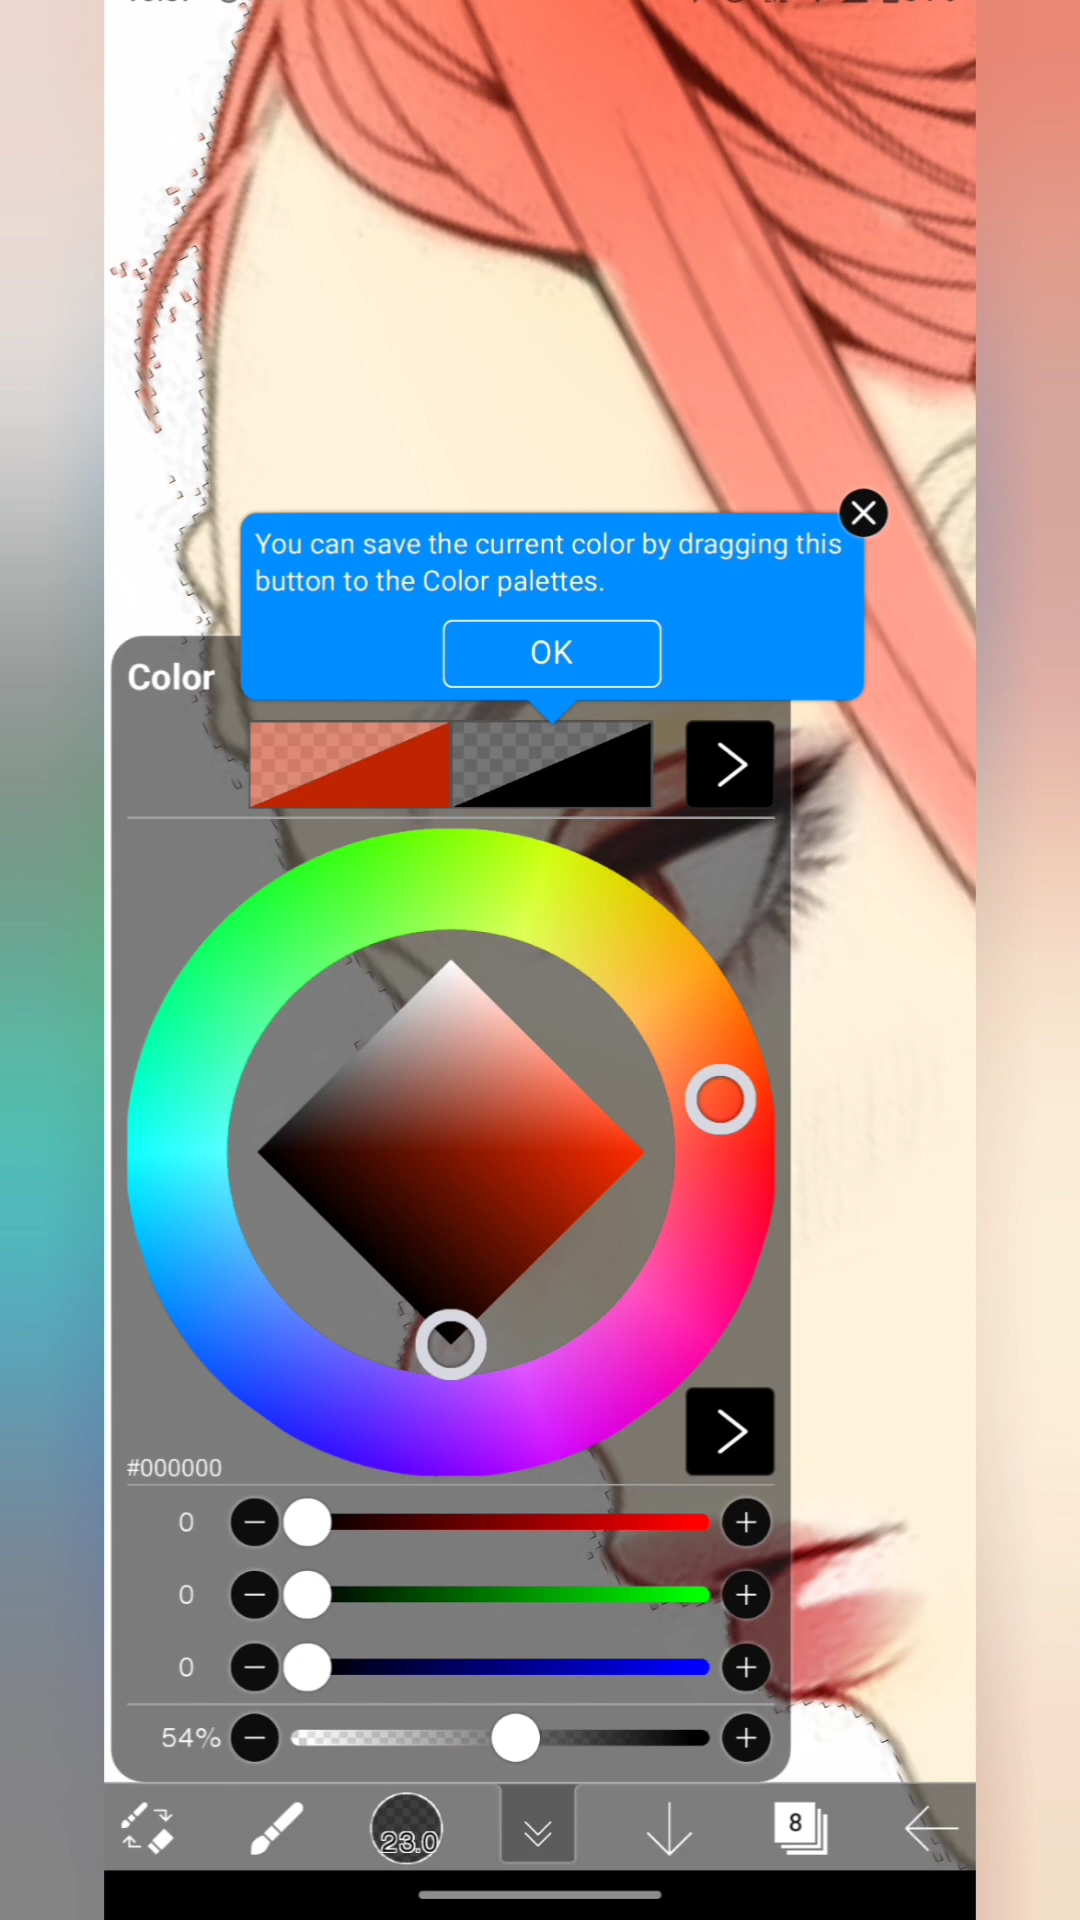 You can save the current color by dragging this
button to the Color palettes.
OK
Color
#000000
0
0
0
54%
23.0
8